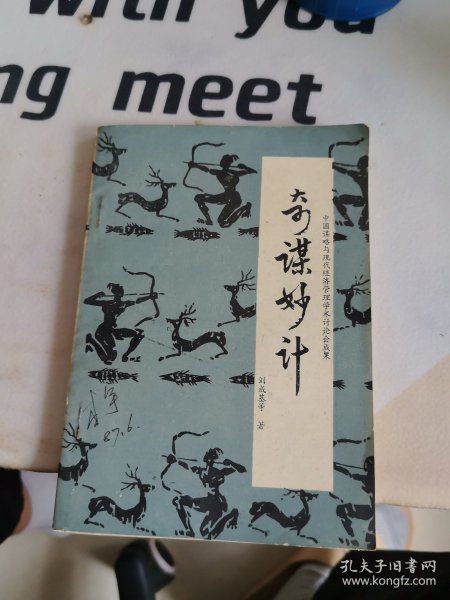 with you
ng meet
奇谋妙计
中国谋略与现代经济管理学术讨论会成果
刘成基等 著
87.6.
孔夫子旧书网
www.kongfz.com